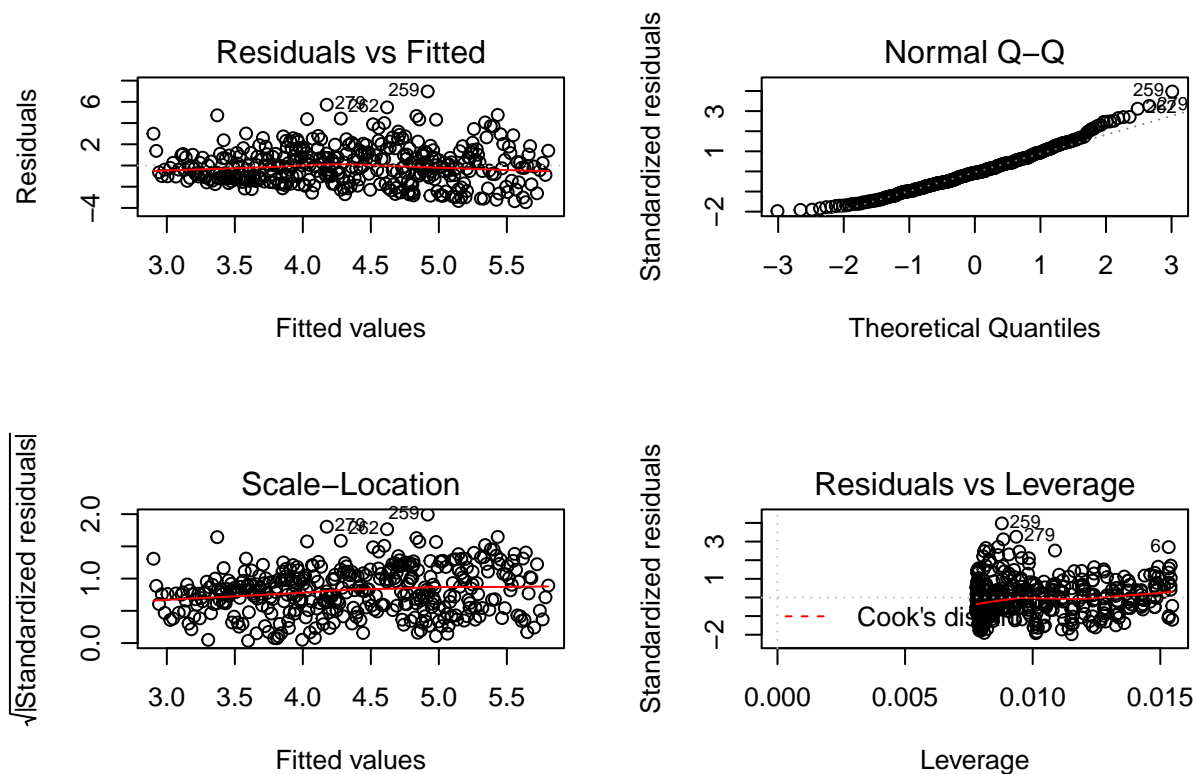 Residuals vs Fitted
Residuals
6
2
−4
259
279
262
3.0 3.5 4.0 4.5 5.0 5.5
Fitted values
Normal Q−Q
Standardized residuals
3
1
−2
259
279
262
−3 −2 −1 0 1 2 3
Theoretical Quantiles
Scale−Location
√|Standardized residuals|
2.0
1.0
0.0
259
279
262
3.0 3.5 4.0 4.5 5.0 5.5
Fitted values
Residuals vs Leverage
Standardized residuals
3
1
−2
259
279
6
Cook's
0.000 0.005 0.010 0.015
Leverage